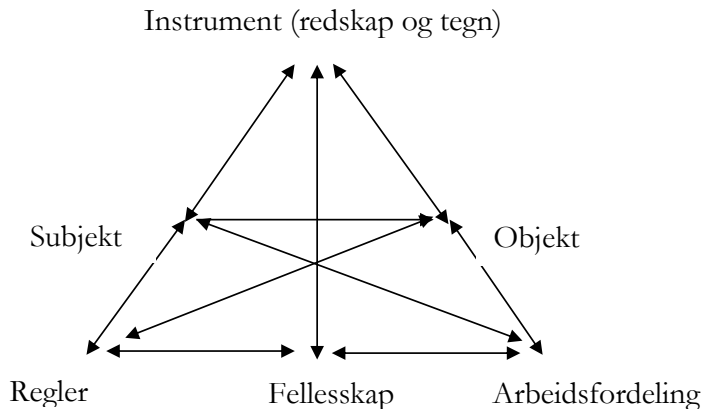 Instrument (redskap og tegn)
Subjekt
Objekt
Regler
Fellesskap
Arbeidsfordeling